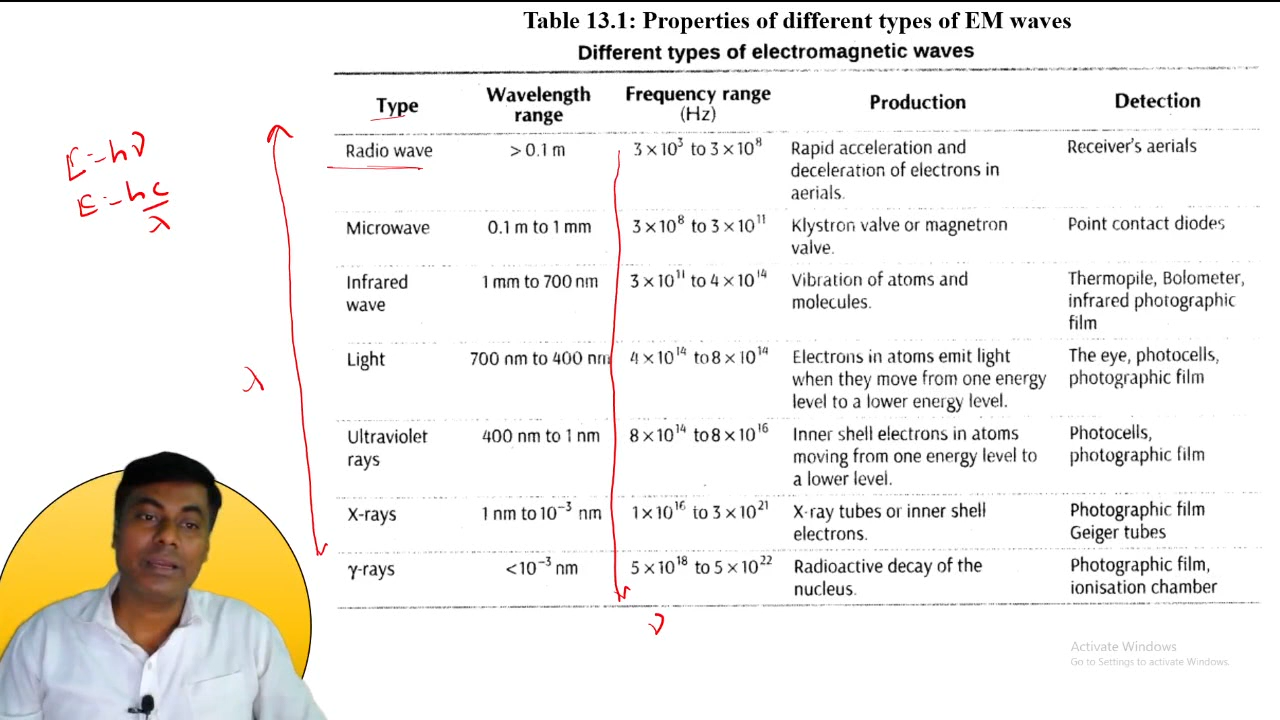 Table 13.1: Properties of different types of EM waves
Different types of electromagnetic waves
Type Wavelength range Frequency range (Hz) Production Detection
Radio wave > 0.1 m 3×10³ to 3×10⁸ Rapid acceleration and Receiver's aerials
deceleration of electrons in
aerials.
Microwave 0.1 m to 1 mm 3×10⁸ to 3×10¹¹ Klystron valve or magnetron Point contact diodes
valve.
Infrared 1 mm to 700 nm 3×10¹¹ to 4×10¹⁴ Vibration of atoms and Thermopile, Bolometer,
wave molecules. infrared photographic
film
Light 700 nm to 400 nm 4×10¹⁴ to 8×10¹⁴ Electrons in atoms emit light The eye, photocells,
when they move from one energy photographic film
level to a lower energy level.
Ultraviolet 400 nm to 1 nm 8×10¹⁴ to 8×10¹⁶ Inner shell electrons in atoms Photocells,
rays moving from one energy level to photographic film
a lower level.
X-rays 1 nm to 10⁻³ nm 1×10¹⁶ to 3×10²¹ X-ray tubes or inner shell Photographic film
electrons. Geiger tubes
γ-rays <10⁻³ nm 5×10¹⁸ to 5×10²² Radioactive decay of the Photographic film,
nucleus. ionisation chamber
E=hν
E=hc/λ
λ
ν
Activate Windows
Go to Settings to activate Windows.